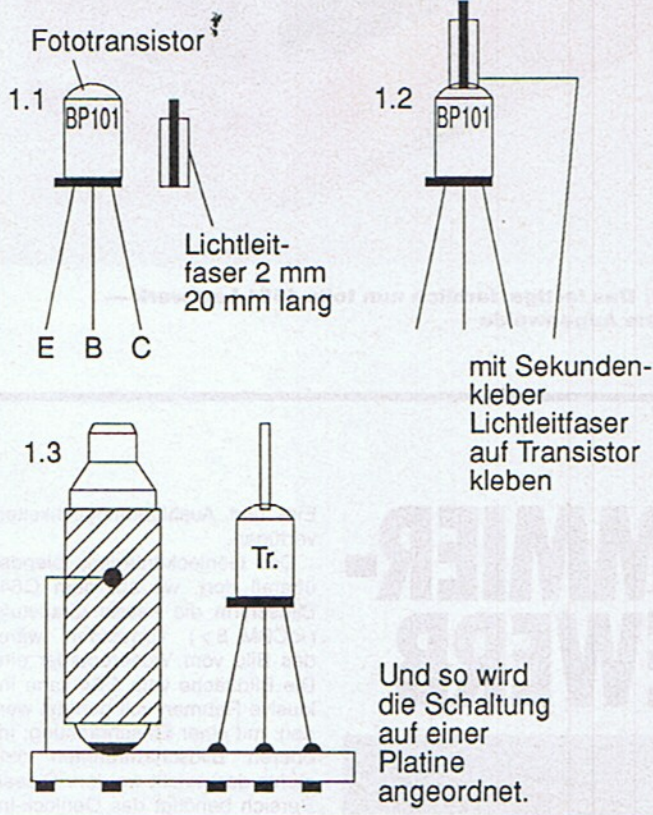 Fototransistor
1.1
BP101
Lichtleit-
faser 2 mm
20 mm lang
E B C
1.2
BP101
mit Sekunden-
kleber
Lichtleitfaser
auf Transistor
kleben
1.3
Tr.
Und so wird
die Schaltung
auf einer
Platine
angeordnet.